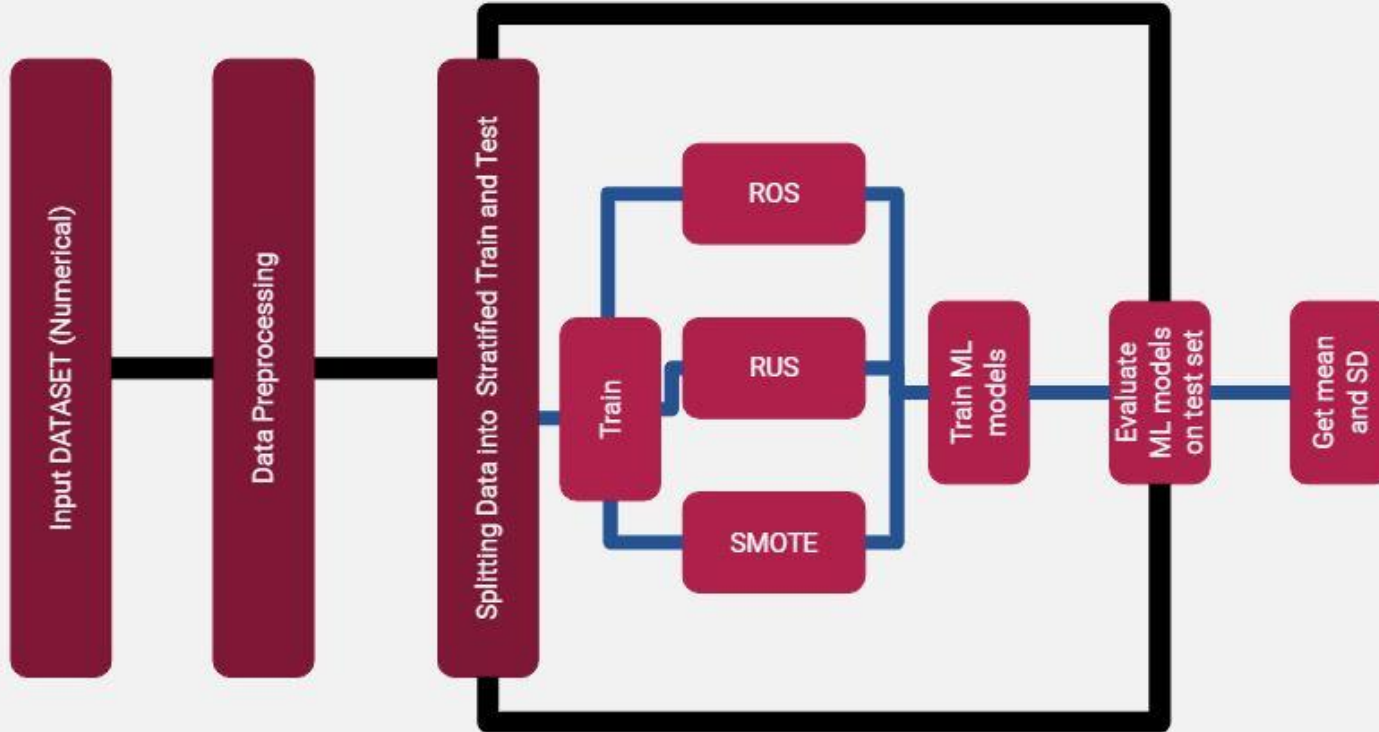 Input DATASET (Numerical)
Data Preprocessing
Splitting Data into Stratified Train and Test
Train
ROS
RUS
SMOTE
Train ML
models
Evaluate
ML models
on test set
Get mean
and SD